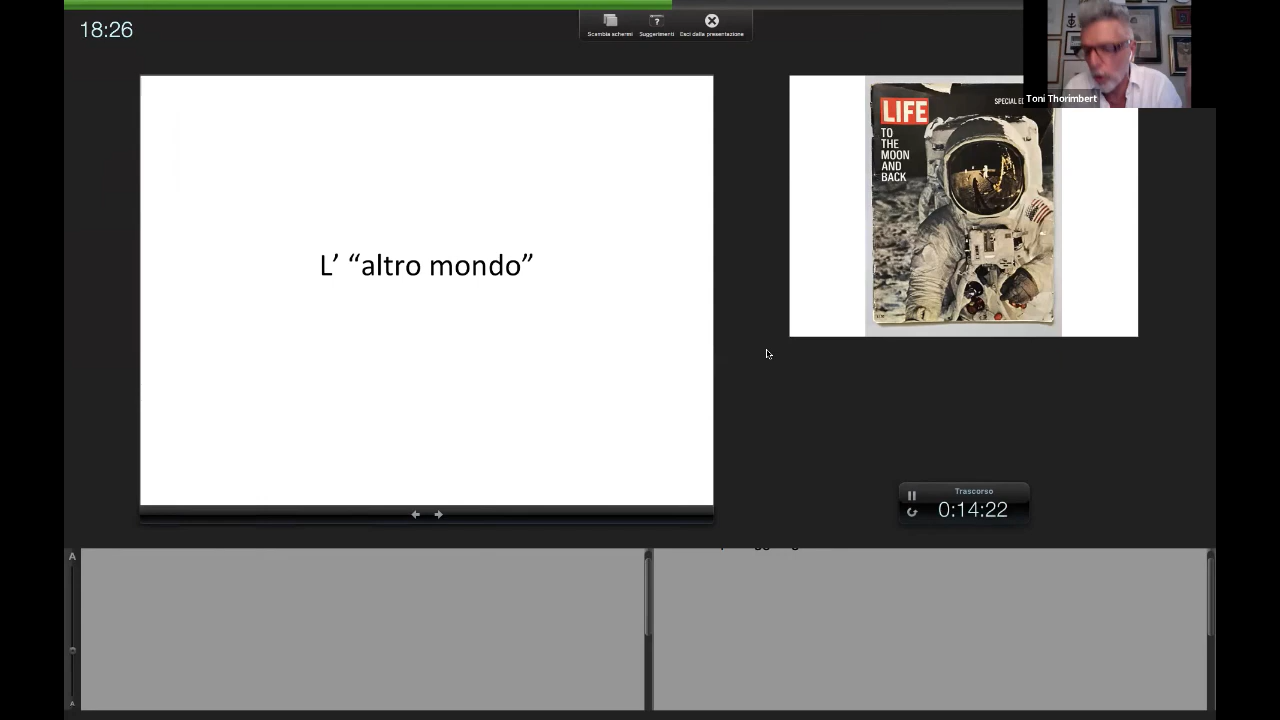 18:26
Scambia schermi
Suggerimenti
Esci dalla presentazione
Toni Thorimbert
L’ “altro mondo”
LIFE
SPECIAL
TO
THE
MOON
AND
BACK
Trascorso
0:14:22
A
A